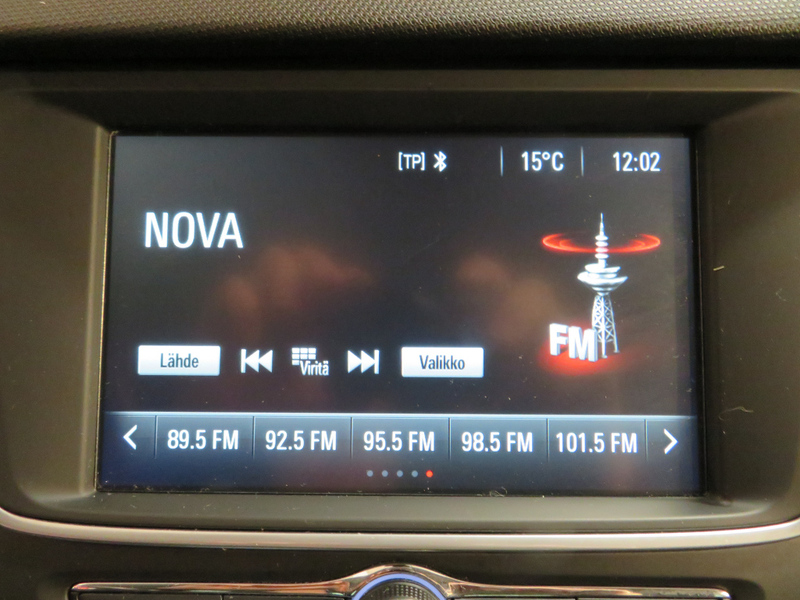 [TP] 15°C 12:02
NOVA
FM
Lähde Viritä Valikko
89.5 FM 92.5 FM 95.5 FM 98.5 FM 101.5 FM